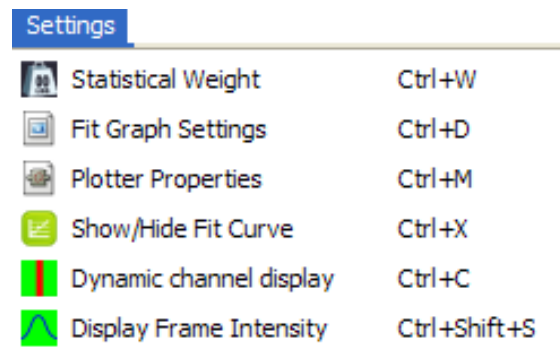 Settings
Statistical Weight Ctrl+W
Fit Graph Settings Ctrl+D
Plotter Properties Ctrl+M
Show/Hide Fit Curve Ctrl+X
Dynamic channel display Ctrl+C
Display Frame Intensity Ctrl+Shift+S